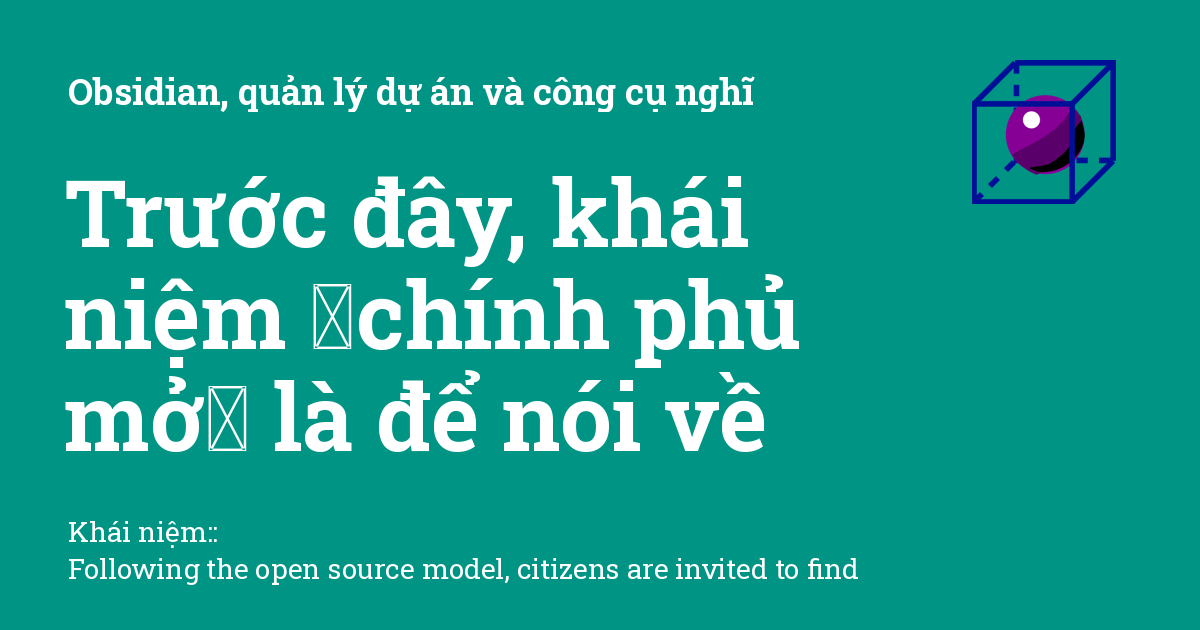 Obsidian, quản lý dự án và công cụ nghĩ
Trước đây, khái
niệm chính phủ
mở là để nói về
Khái niệm::
Following the open source model, citizens are invited to find